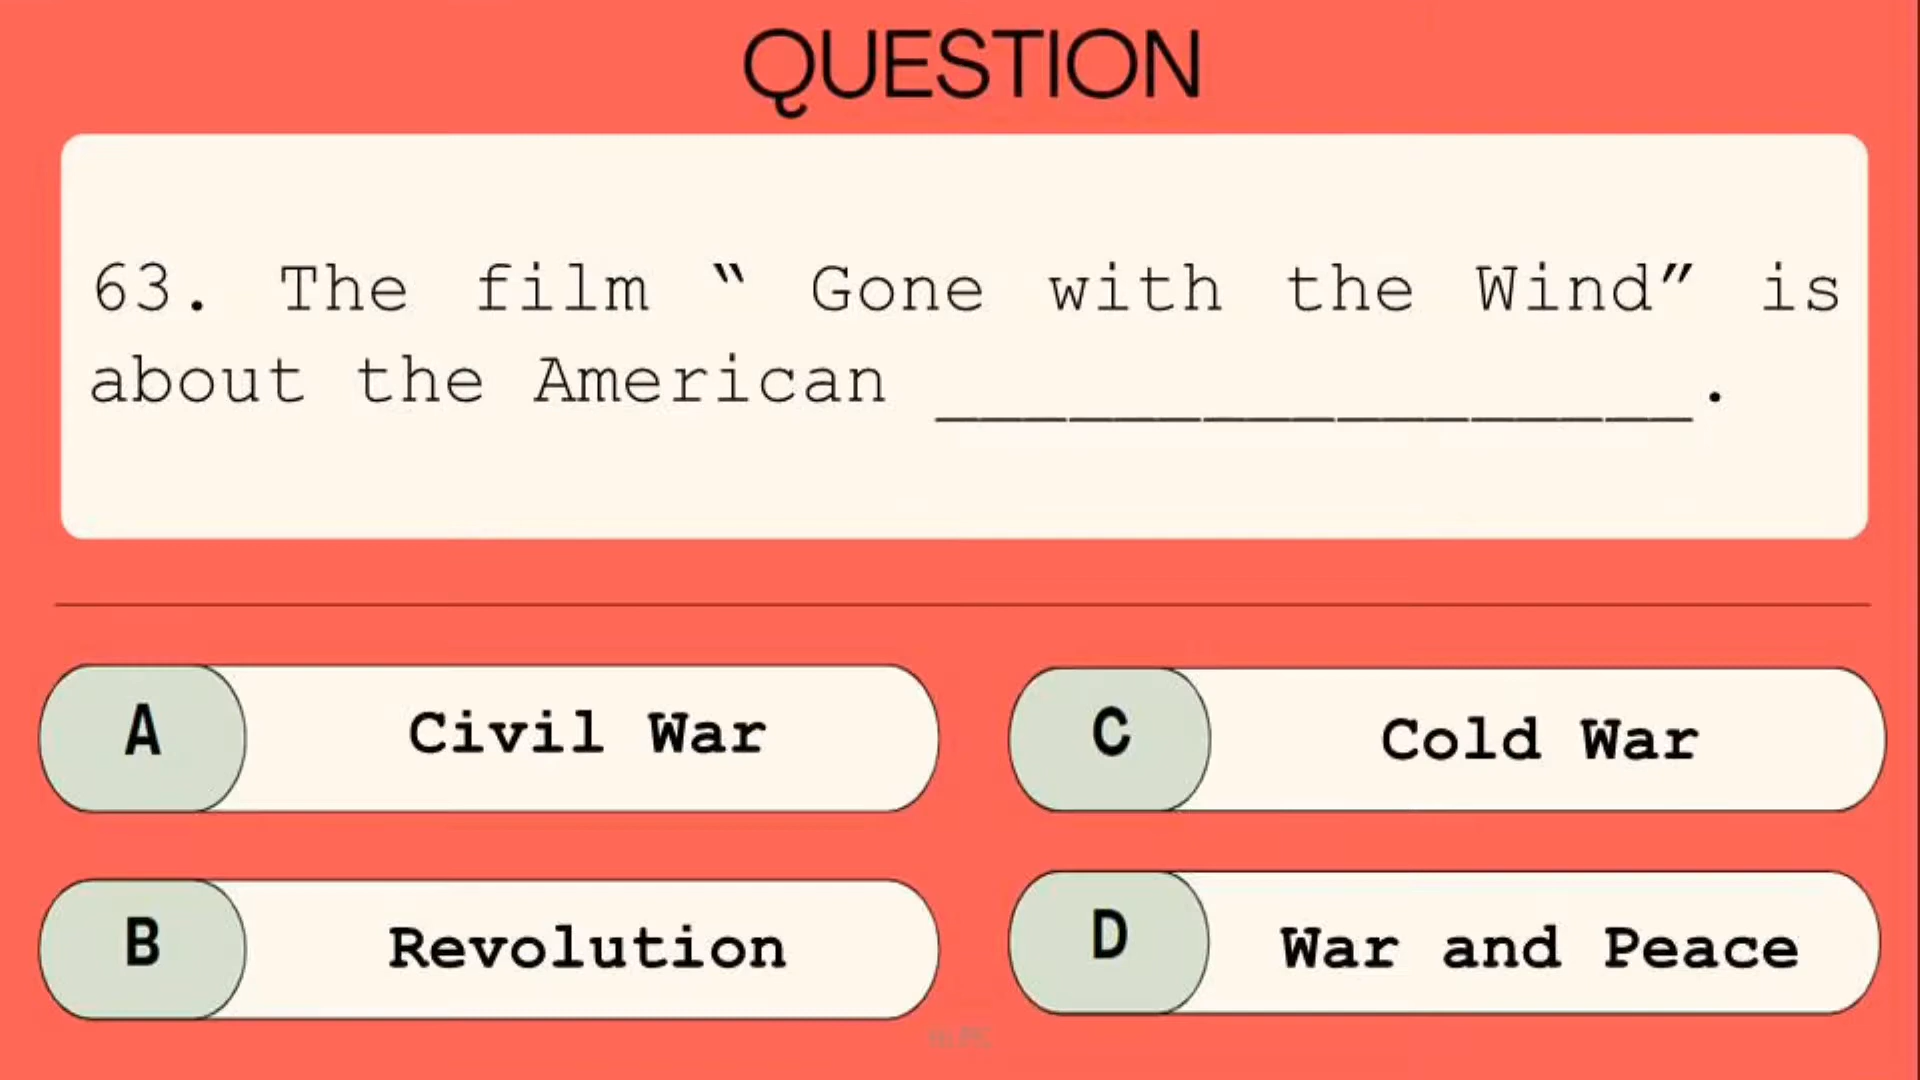 QUESTION
63. The film “ Gone with the Wind” is
about the American _________________.
A Civil War
C Cold War
B Revolution
D War and Peace